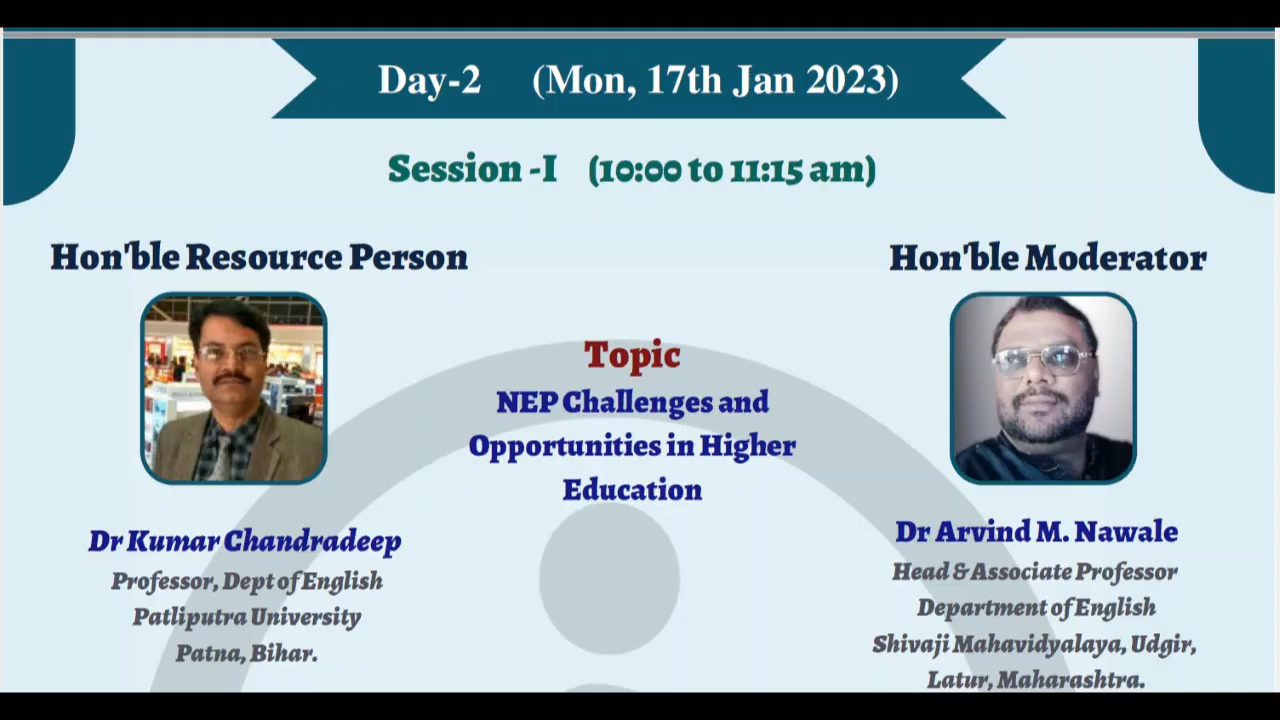 Day-2 (Mon, 17th Jan 2023)
Session -I (10:00 to 11:15 am)
Hon'ble Resource Person
Hon'ble Moderator
Topic
NEP Challenges and
Opportunities in Higher
Education
Dr Kumar Chandradeep
Professor, Dept of English
Patliputra University
Patna, Bihar.
Dr Arvind M. Nawale
Head & Associate Professor
Department of English
Shivaji Mahavidyalaya, Udgir,
Latur, Maharashtra.